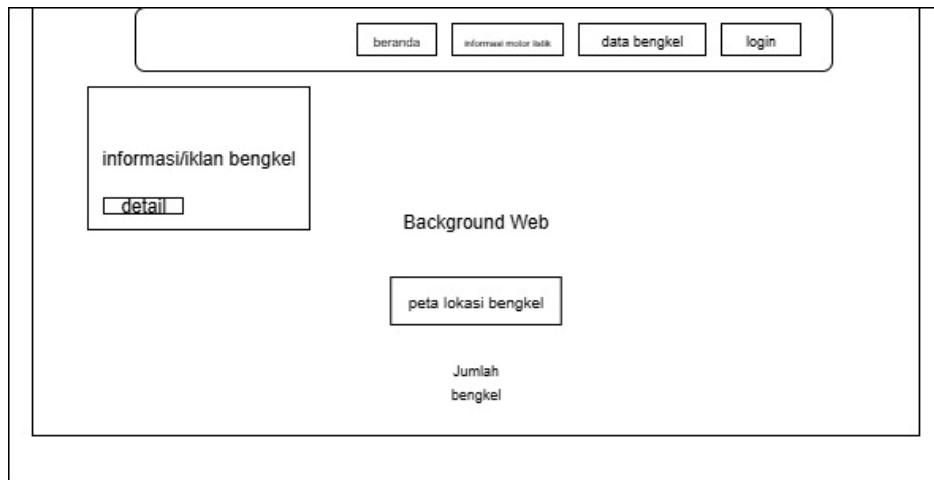 beranda
informasi motor listik
data bengkel
login
informasi/iklan bengkel
detail
Background Web
peta lokasi bengkel
Jumlah
bengkel